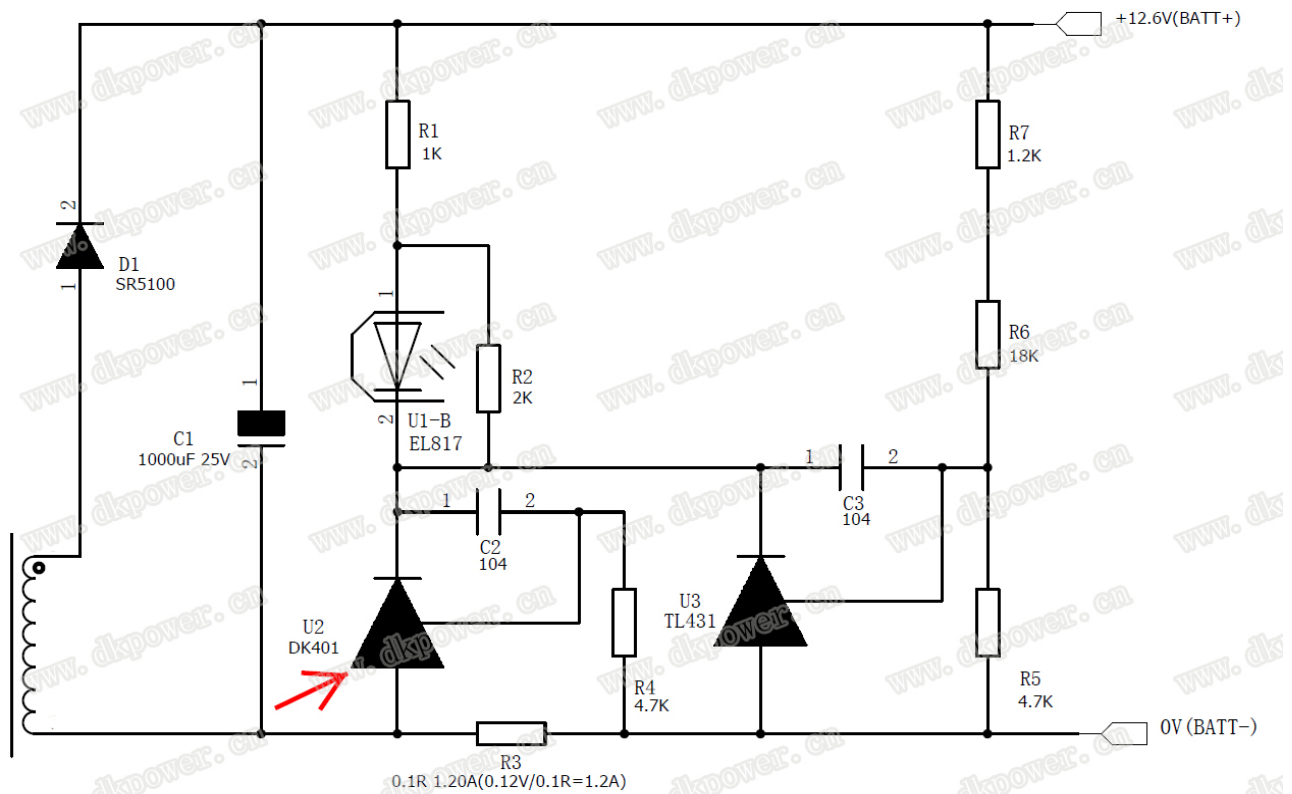 +12.6V(BATT+)
R1
1K
R7
1.2K
2
D1
SR5100
1
1
R6
18K
R2
2K
2
U1-B
EL817
1
C1
1000uF 25V
2
1
2
C3
104
1
2
C2
104
U3
TL431
U2
DK401
R4
4.7K
R5
4.7K
0V(BATT-)
R3
0.1R 1.20A(0.12V/0.1R=1.2A)
www.dkpower.cn